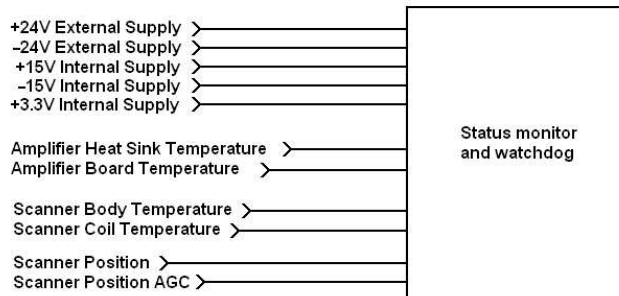 +24V External Supply
–24V External Supply
+15V Internal Supply
–15V Internal Supply
+3.3V Internal Supply
Amplifier Heat Sink Temperature
Amplifier Board Temperature
Status monitor
and watchdog
Scanner Body Temperature
Scanner Coil Temperature
Scanner Position
Scanner Position AGC